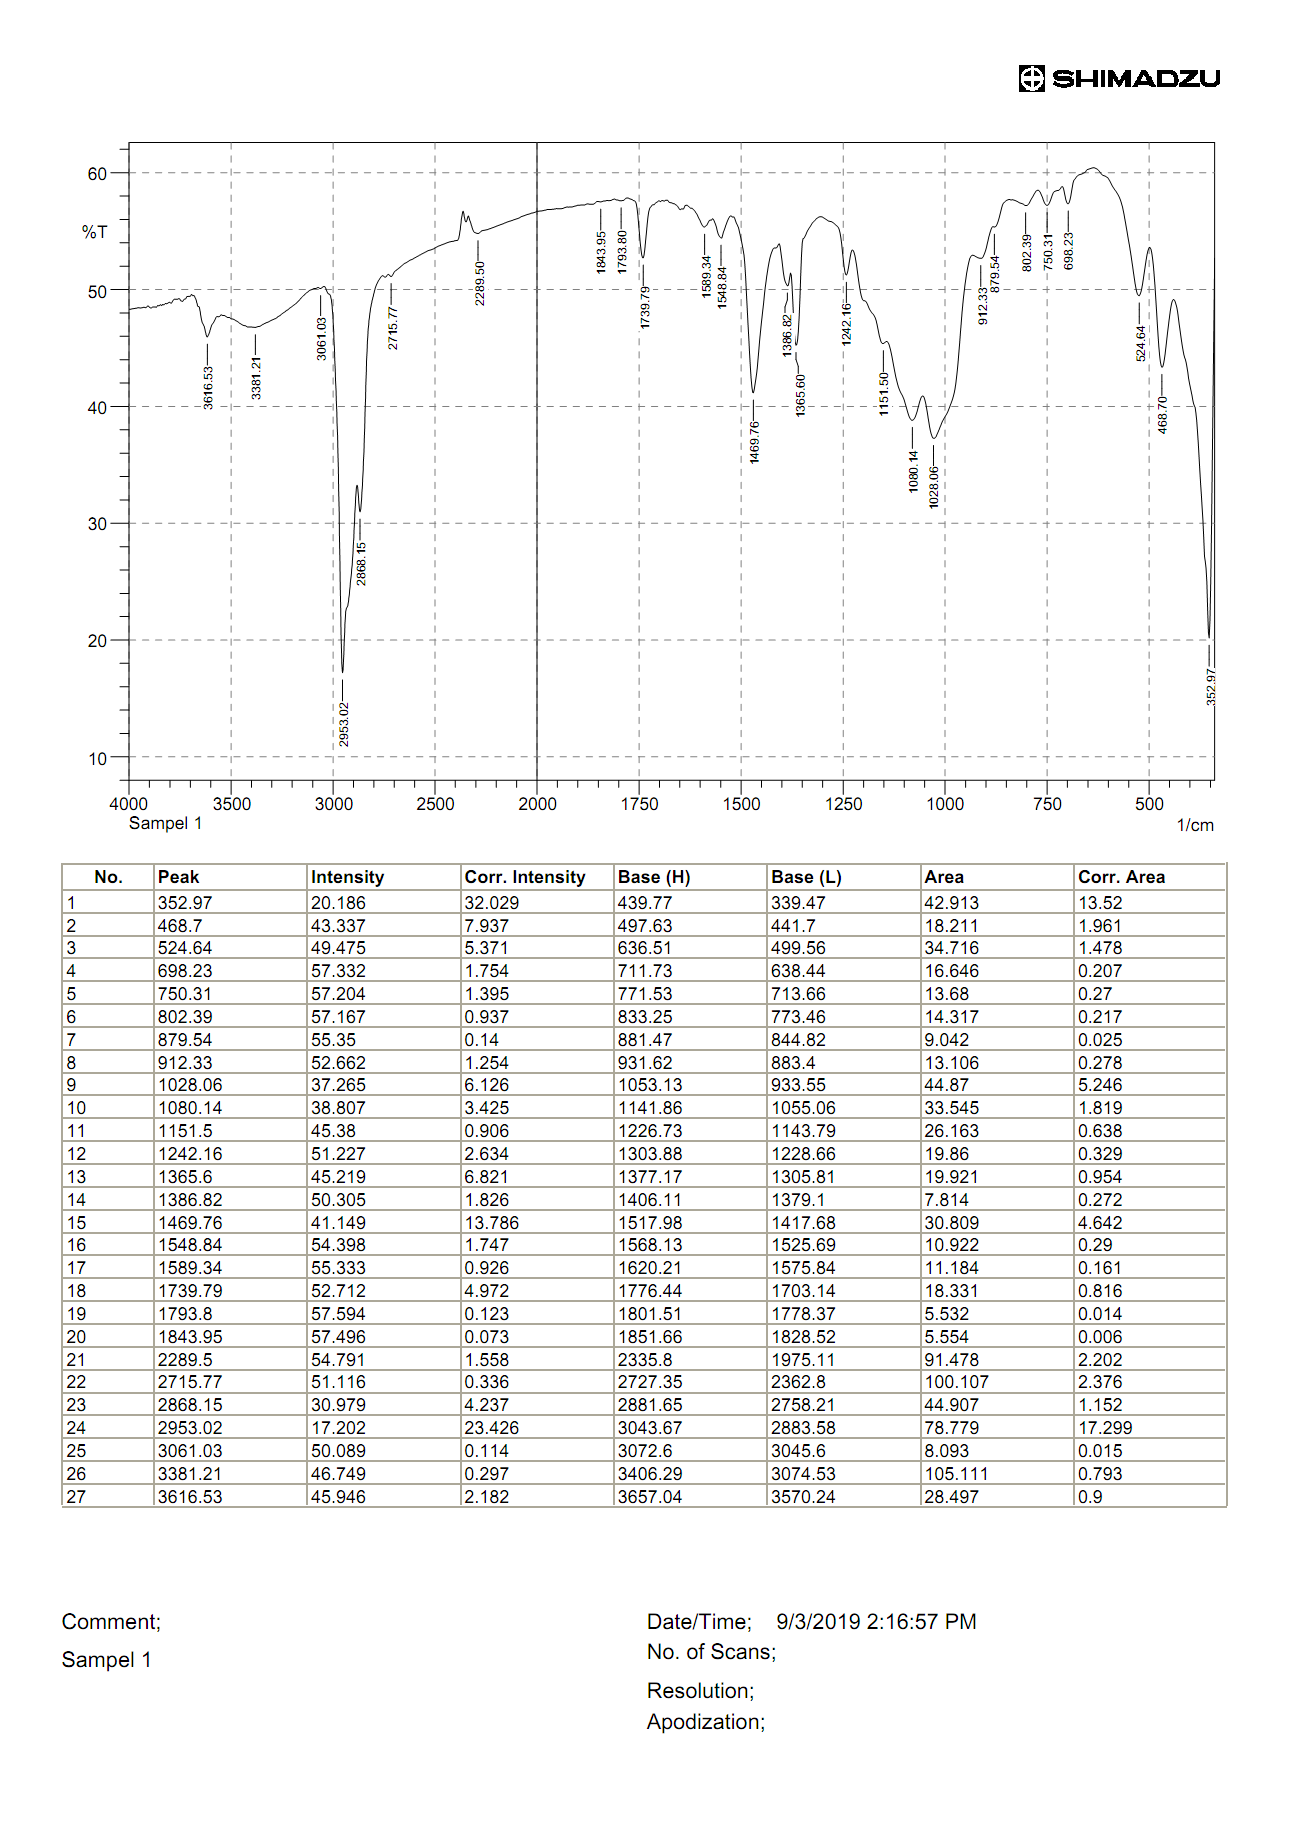 SHIMADZU
60
%T
50
40
30
20
10
3616.53
3381.21
3061.03
2953.02
2868.15
2715.77
2289.50
1843.95
1793.80
1739.79
1589.34
1548.84
1469.76
1386.82
1365.60
1242.16
1151.50
1080.14
1028.06
912.33
879.54
802.39
750.31
698.23
524.64
468.70
352.97
4000 3500 3000 2500 2000 1750 1500 1250 1000 750 500
Sampel 1
1/cm
No. Peak Intensity Corr. Intensity Base (H) Base (L) Area Corr. Area
1 352.97 20.186 32.029 439.77 339.47 42.913 13.52
2 468.7 43.337 7.937 497.63 441.7 18.211 1.961
3 524.64 49.475 5.371 636.51 499.56 34.716 1.478
4 698.23 57.332 1.754 711.73 638.44 16.646 0.207
5 750.31 57.204 1.395 771.53 713.66 13.68 0.27
6 802.39 57.167 0.937 833.25 773.46 14.317 0.217
7 879.54 55.35 0.14 881.47 844.82 9.042 0.025
8 912.33 52.662 1.254 931.62 883.4 13.106 0.278
9 1028.06 37.265 6.126 1053.13 933.55 44.87 5.246
10 1080.14 38.807 3.425 1141.86 1055.06 33.545 1.819
11 1151.5 45.38 0.906 1226.73 1143.79 26.163 0.638
12 1242.16 51.227 2.634 1303.88 1228.66 19.86 0.329
13 1365.6 45.219 6.821 1377.17 1305.81 19.921 0.954
14 1386.82 50.305 1.826 1406.11 1379.1 7.814 0.272
15 1469.76 41.149 13.786 1517.98 1417.68 30.809 4.642
16 1548.84 54.398 1.747 1568.13 1525.69 10.922 0.29
17 1589.34 55.333 0.926 1620.21 1575.84 11.184 0.161
18 1739.79 52.712 4.972 1776.44 1703.14 18.331 0.816
19 1793.8 57.594 0.123 1801.51 1778.37 5.532 0.014
20 1843.95 57.496 0.073 1851.66 1828.52 5.554 0.006
21 2289.5 54.791 1.558 2335.8 1975.11 91.478 2.202
22 2715.77 51.116 0.336 2727.35 2362.8 100.107 2.376
23 2868.15 30.979 4.237 2881.65 2758.21 44.907 1.152
24 2953.02 17.202 23.426 3043.67 2883.58 78.779 17.299
25 3061.03 50.089 0.114 3072.6 3045.6 8.093 0.015
26 3381.21 46.749 0.297 3406.29 3074.53 105.111 0.793
27 3616.53 45.946 2.182 3657.04 3570.24 28.497 0.9
Comment;
Sampel 1
Date/Time; 9/3/2019 2:16:57 PM
No. of Scans;
Resolution;
Apodization;